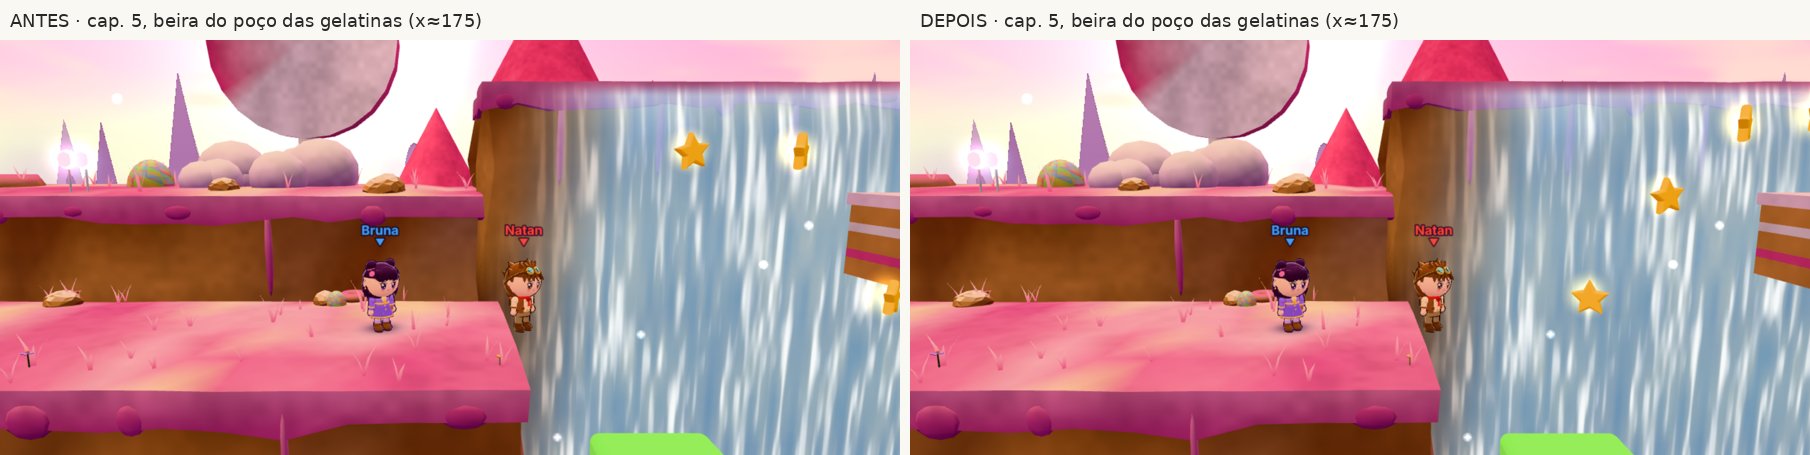 ANTES · cap. 5, beira do poço das gelatinas (x≈175)
DEPOIS · cap. 5, beira do poço das gelatinas (x≈175)
Bruna
Natan
Bruna
Natan